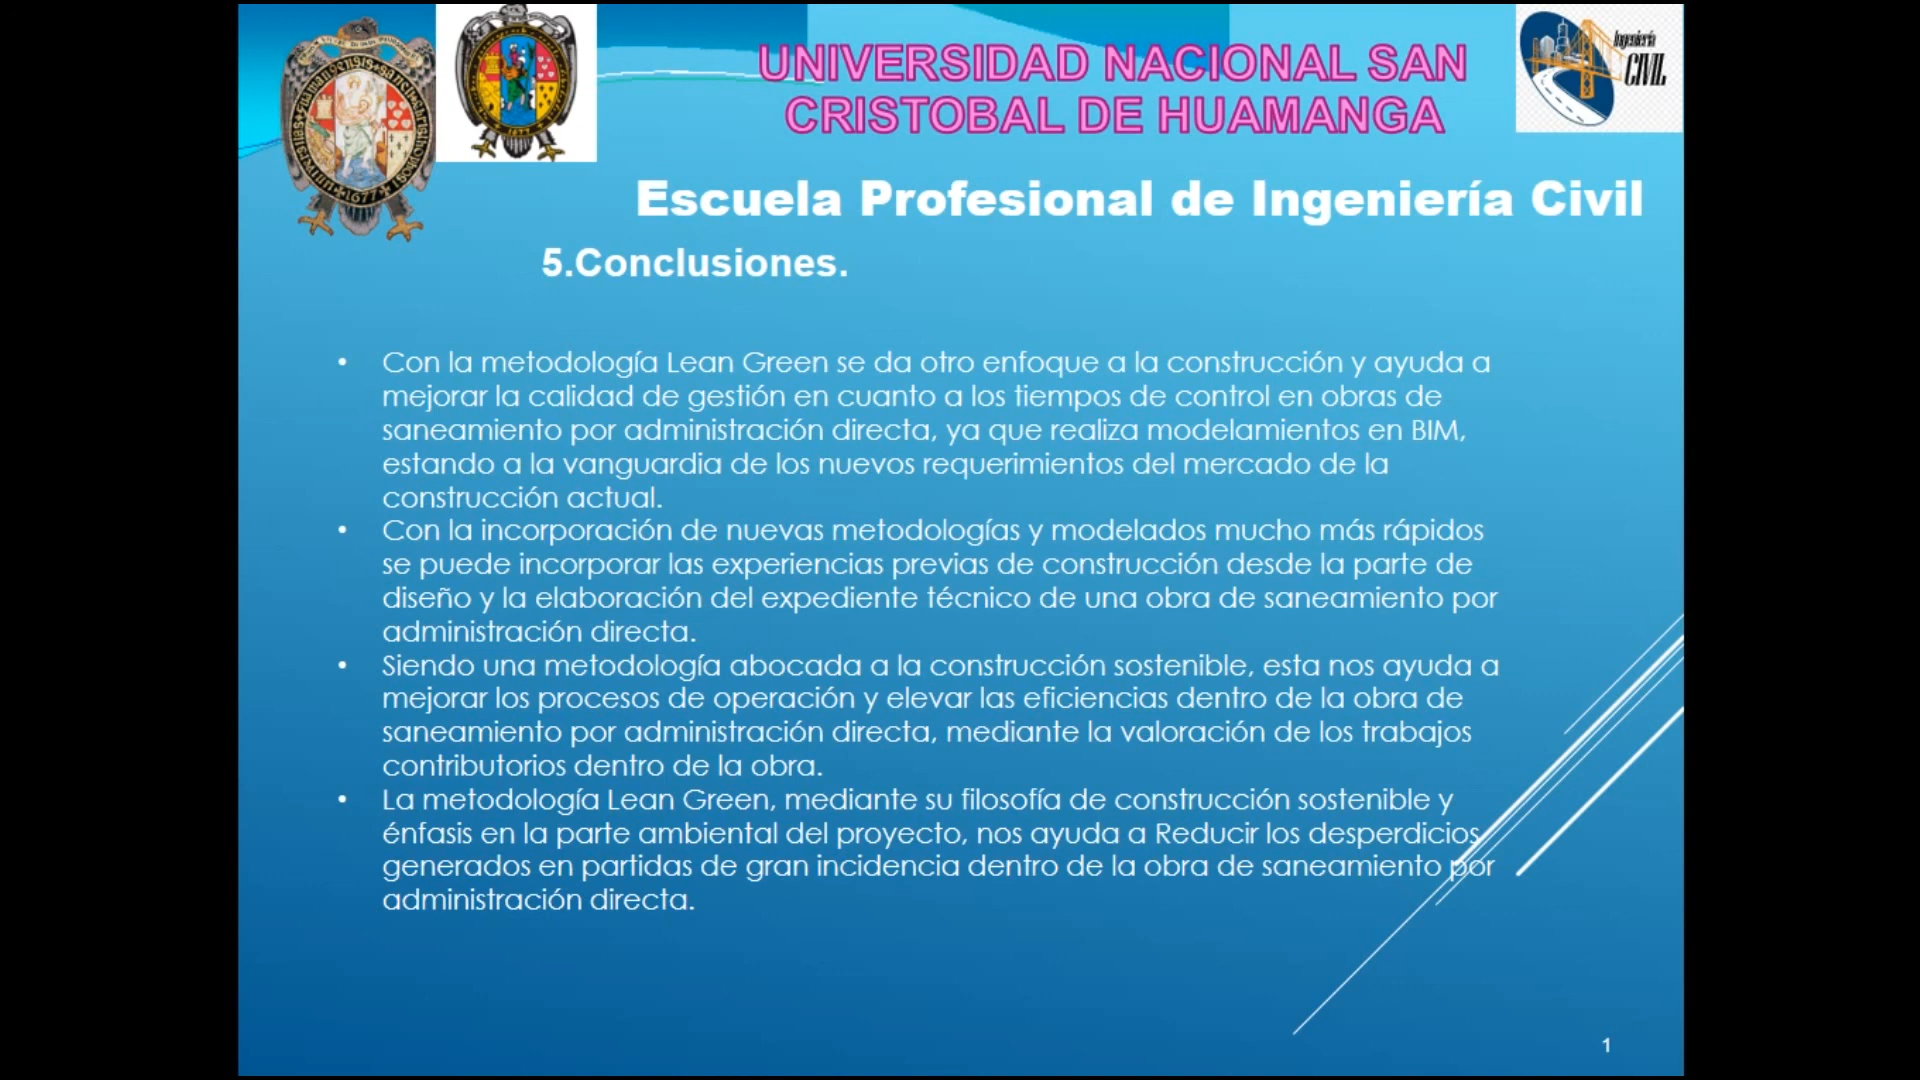 UNIVERSIDAD NACIONAL SAN
CRISTOBAL DE HUAMANGA
Ingeniería
CIVIL
1677
1677
Escuela Profesional de Ingeniería Civil
5.Conclusiones.
• Con la metodología Lean Green se da otro enfoque a la construcción y ayuda a
mejorar la calidad de gestión en cuanto a los tiempos de control en obras de
saneamiento por administración directa, ya que realiza modelamientos en BIM,
estando a la vanguardia de los nuevos requerimientos del mercado de la
construcción actual.
• Con la incorporación de nuevas metodologías y modelados mucho más rápidos
se puede incorporar las experiencias previas de construcción desde la parte de
diseño y la elaboración del expediente técnico de una obra de saneamiento por
administración directa.
• Siendo una metodología abocada a la construcción sostenible, esta nos ayuda a
mejorar los procesos de operación y elevar las eficiencias dentro de la obra de
saneamiento por administración directa, mediante la valoración de los trabajos
contributorios dentro de la obra.
• La metodología Lean Green, mediante su filosofía de construcción sostenible y
énfasis en la parte ambiental del proyecto, nos ayuda a Reducir los desperdicios
generados en partidas de gran incidencia dentro de la obra de saneamiento por
administración directa.
1